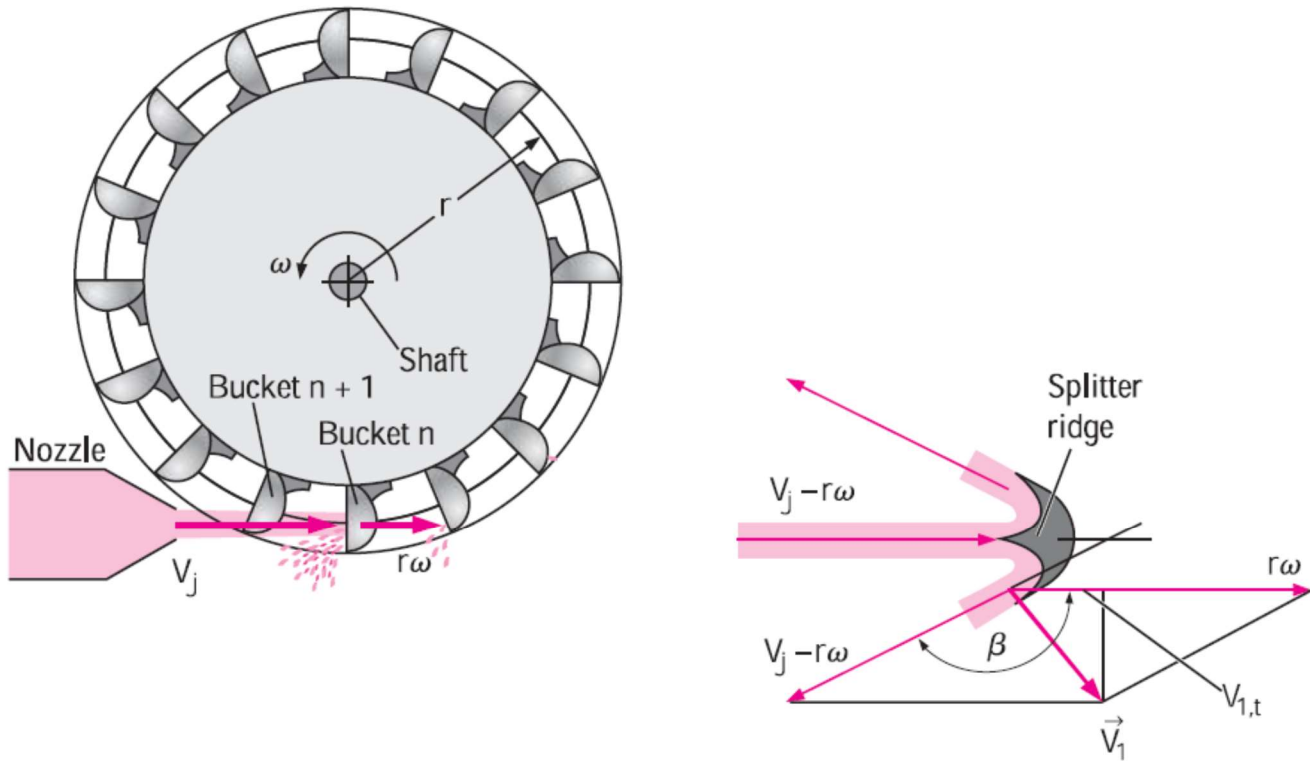 r
ω
Shaft
Bucket n + 1
Bucket n
Nozzle
V_j
rω
Splitter
ridge
V_j – rω
rω
V_j – rω
β
V_1,t
V⃗_1